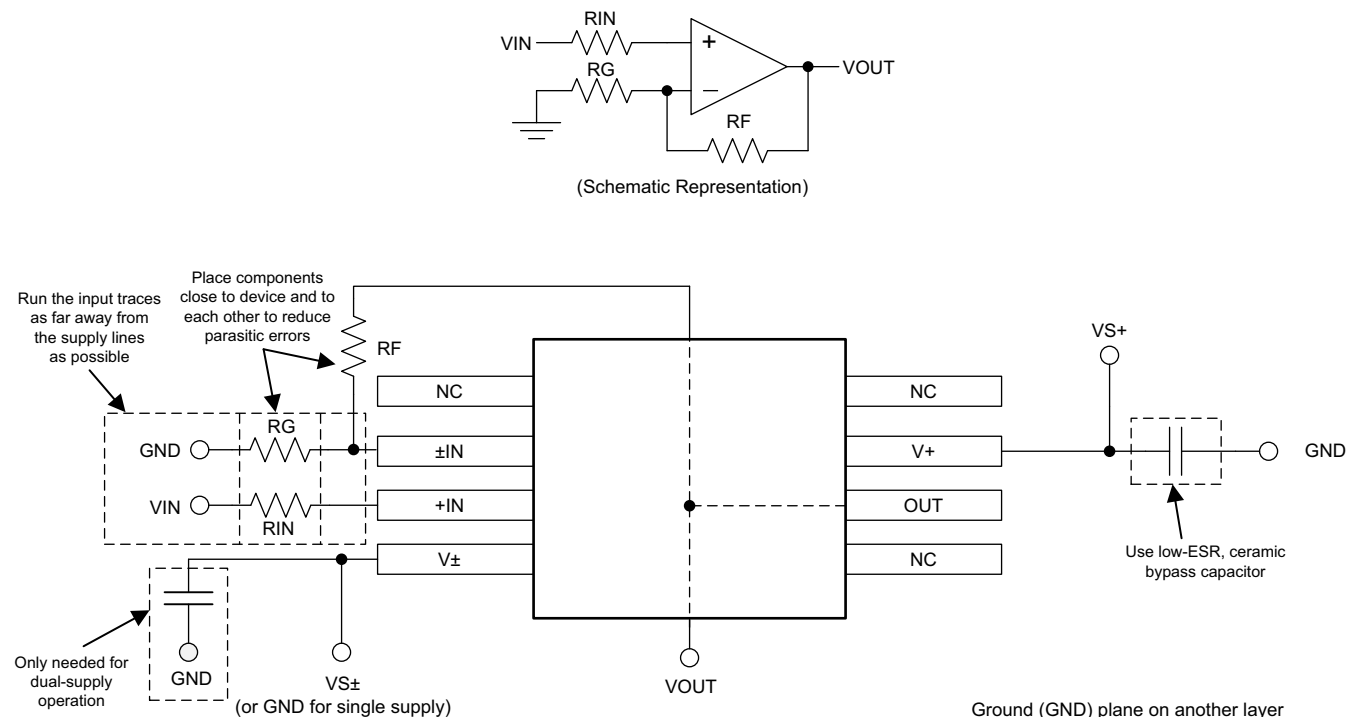 RIN
VIN
+
RG
VOUT
−
RF
(Schematic Representation)
Place components
close to device and to
each other to reduce
parasitic errors
Run the input traces
as far away from
the supply lines
as possible
VS+
RF
NC
NC
RG
GND
±IN
V+
GND
VIN
RIN
+IN
OUT
V±
NC
Use low-ESR, ceramic
bypass capacitor
Only needed for
dual-supply
operation
GND
VS±
(or GND for single supply)
VOUT
Ground (GND) plane on another layer